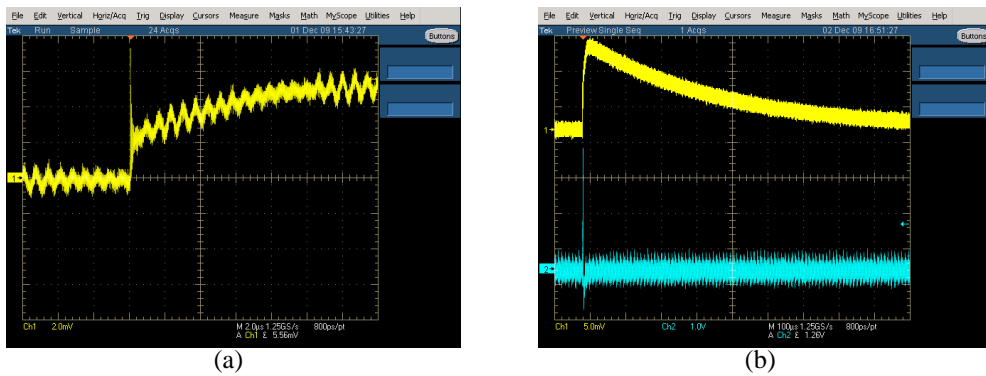 File Edit Vertical Horiz/Acq Trig Display Cursors Measure Masks Math MyScope Utilities Help
Tek Run Sample 24 Acqs 01 Dec 09 15:43:27
Buttons
1
Ch1 2.0mV M 2.0µs 1.25GS/s 800ps/pt
A Ch1 5.56mV
(a)
File Edit Vertical Horiz/Acq Trig Display Cursors Measure Masks Math MyScope Utilities Help
Tek Preview Single Seq 1 Acqs 02 Dec 09 16:51:27
Buttons
1
2
Ch1 5.0mV Ch2 1.0V M 100µs 1.25GS/s 800ps/pt
A Ch2 1.26V
(b)